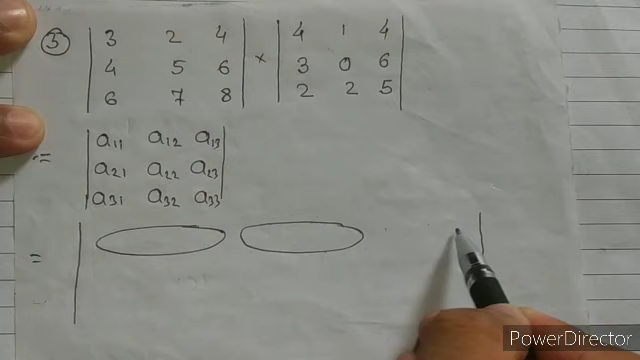 ⑤ | 3 2 4 | × | 4 1 4 |
| 4 5 6 | | 3 0 6 |
| 6 7 8 | | 2 2 5 |
= | a11 a12 a13 |
| a21 a22 a23 |
| a31 a32 a33 |
= | |
PowerDirector